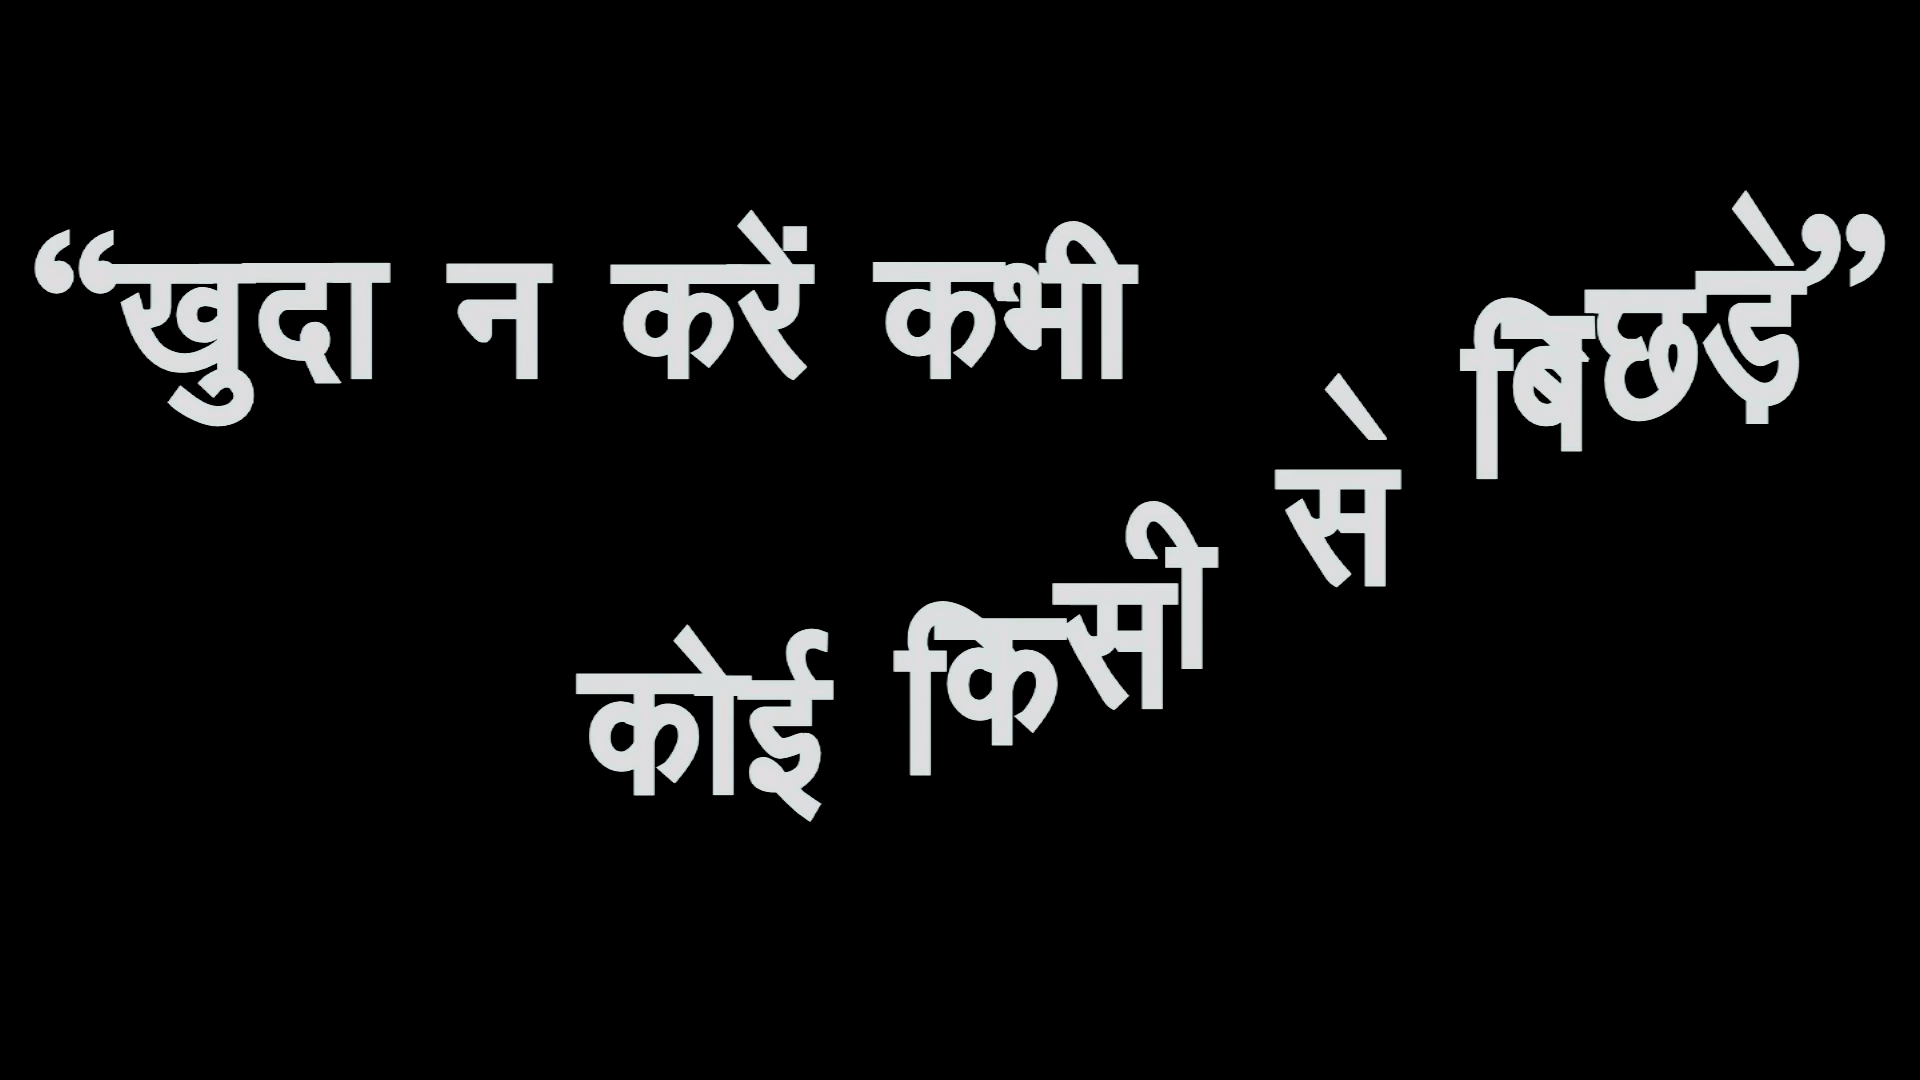 “खुदा न करें कभी
कोई किसी से बिछड़े”